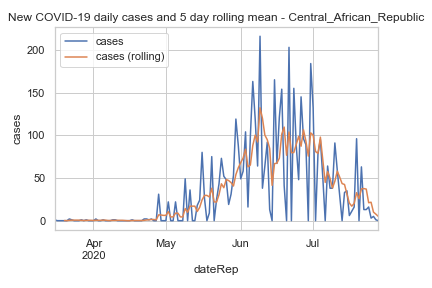 New COVID-19 daily cases and 5 day rolling mean - Central_African_Republic
cases
cases (rolling)
200
150
100
50
0
cases
Apr
2020
May
Jun
Jul
dateRep